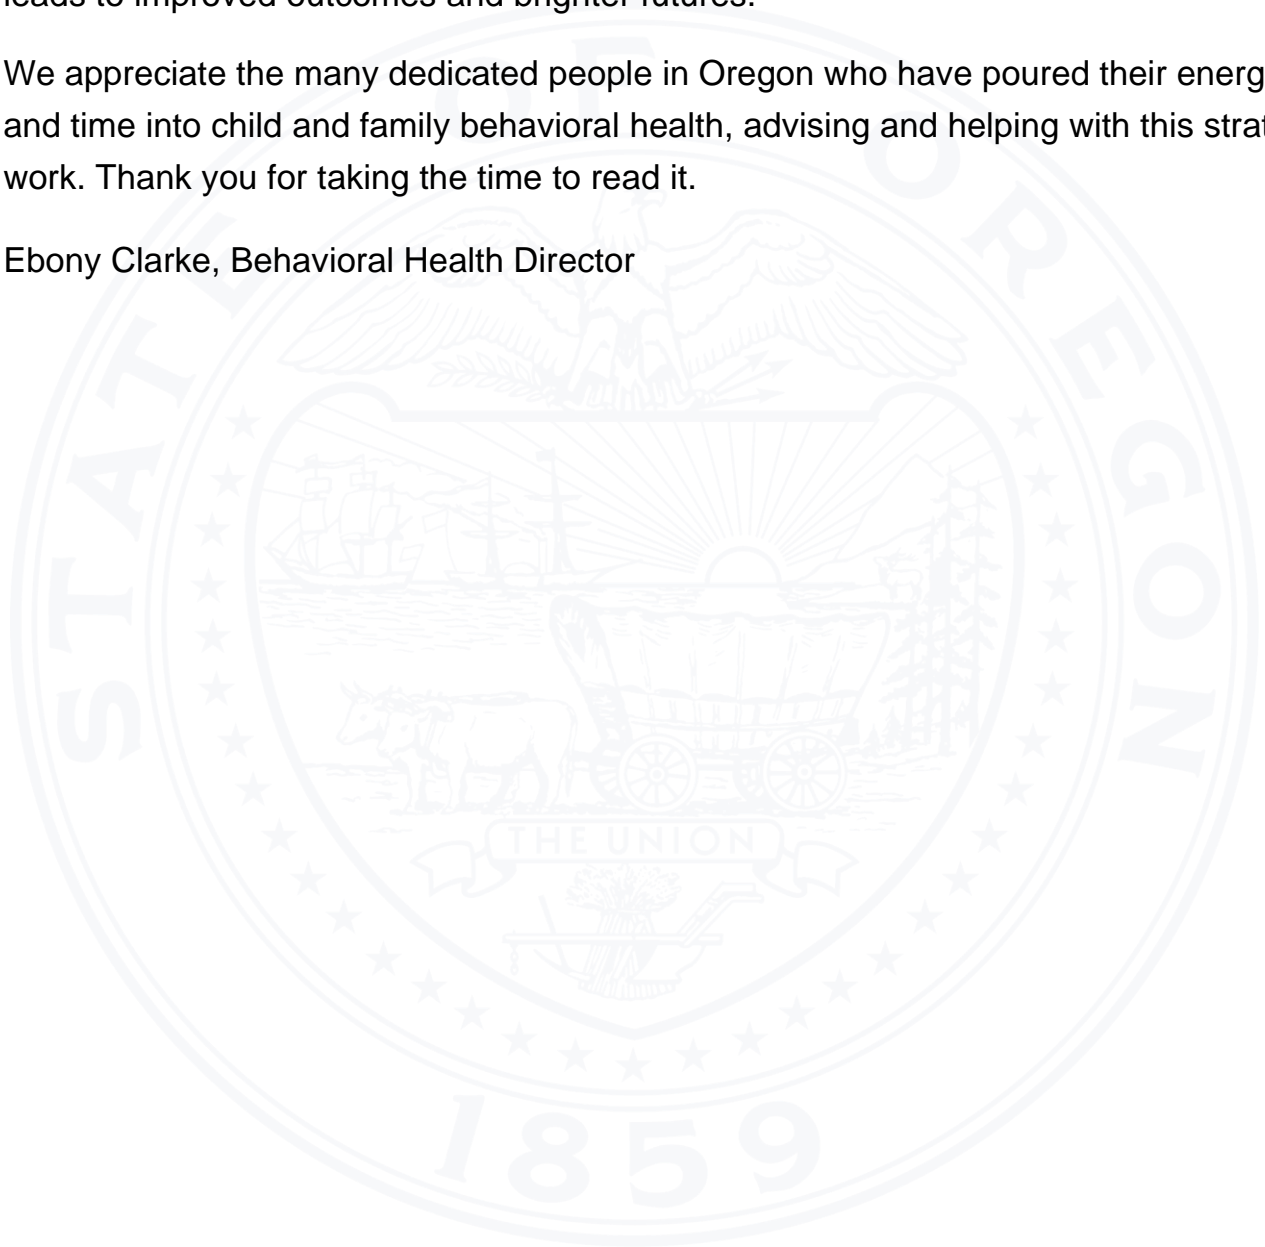 leads to improved outcomes and brighter futures.
We appreciate the many dedicated people in Oregon who have poured their energ
and time into child and family behavioral health, advising and helping with this strat
work. Thank you for taking the time to read it.
Ebony Clarke, Behavioral Health Director
STATE OF OREGON
THE UNION
1859